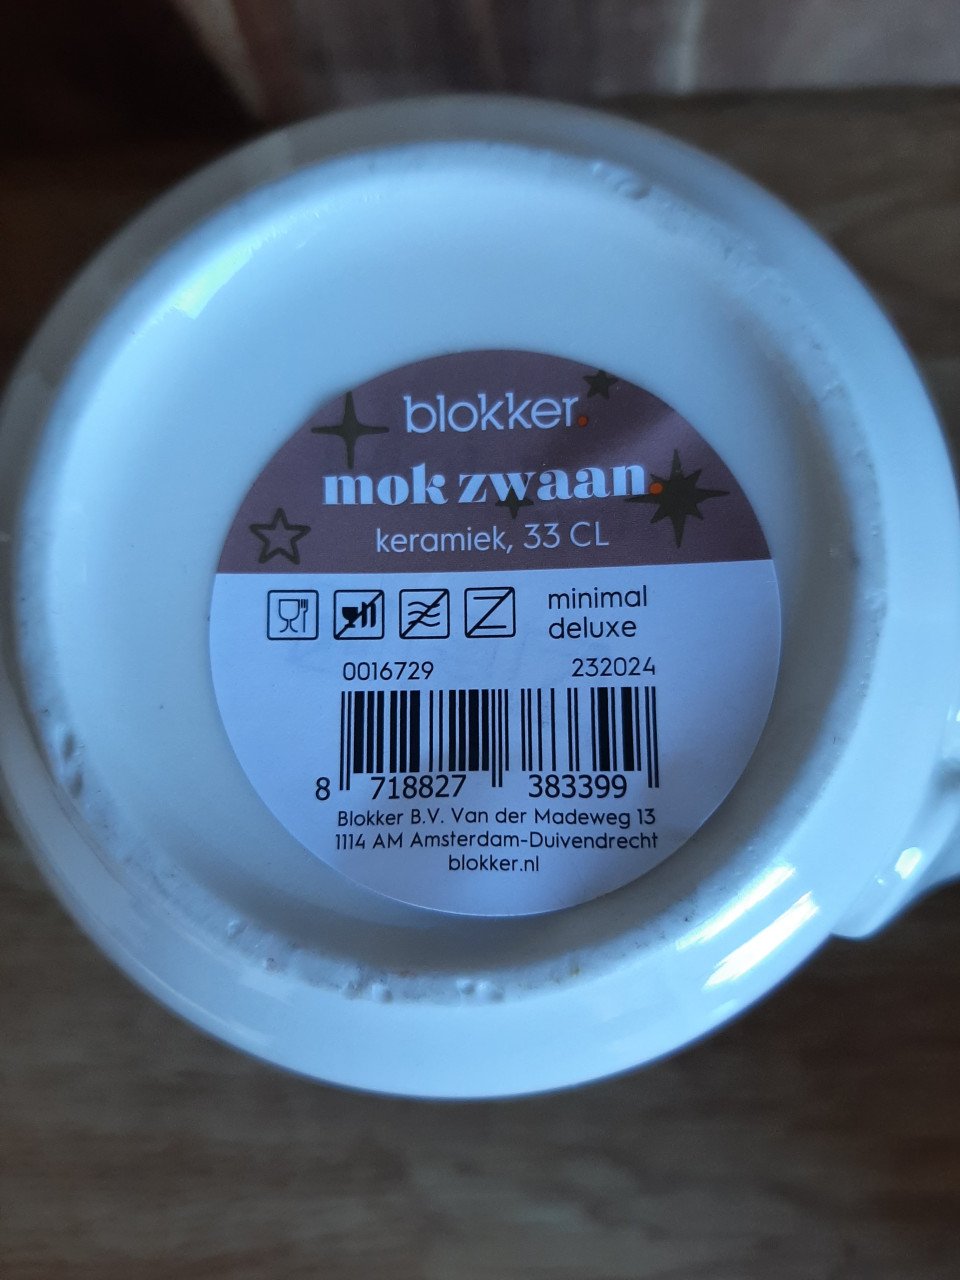 blokker.
mok zwaan.
keramiek, 33 CL
minimal
deluxe
0016729 232024
8 718827 383399
Blokker B.V. Van der Madeweg 13
1114 AM Amsterdam-Duivendrecht
blokker.nl